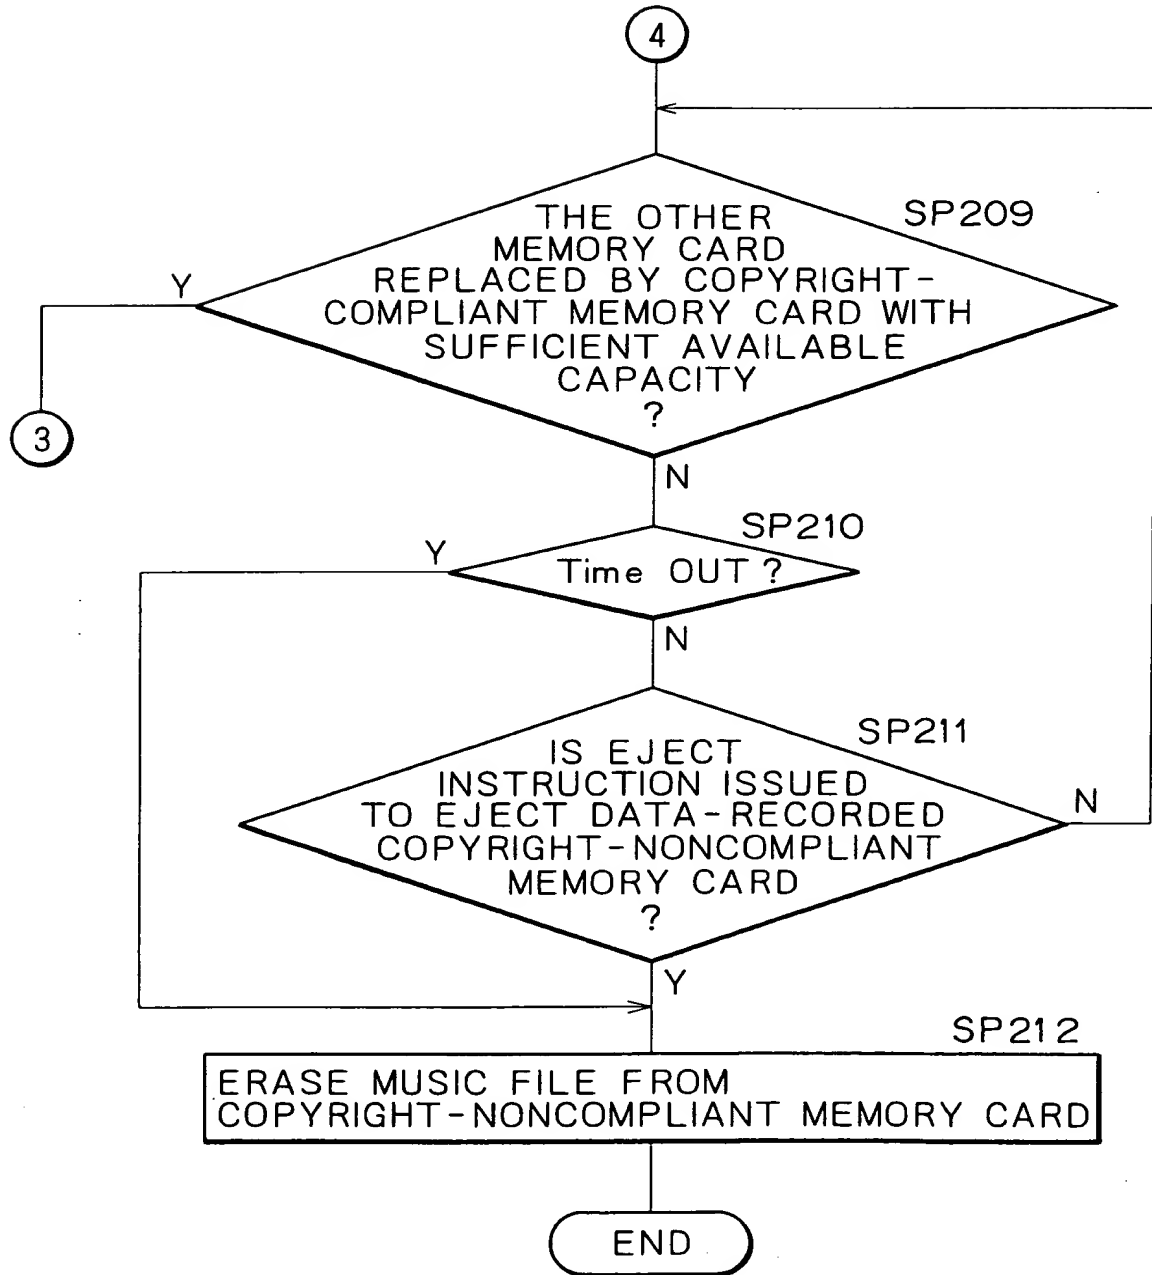 4
SP209
THE OTHER
MEMORY CARD
REPLACED BY COPYRIGHT-
COMPLIANT MEMORY CARD WITH
SUFFICIENT AVAILABLE
CAPACITY
?
Y
3
N
SP210
Y
Time OUT ?
N
SP211
IS EJECT
INSTRUCTION ISSUED
TO EJECT DATA-RECORDED
COPYRIGHT-NONCOMPLIANT
MEMORY CARD
?
N
Y
SP212
ERASE MUSIC FILE FROM
COPYRIGHT-NONCOMPLIANT MEMORY CARD
END